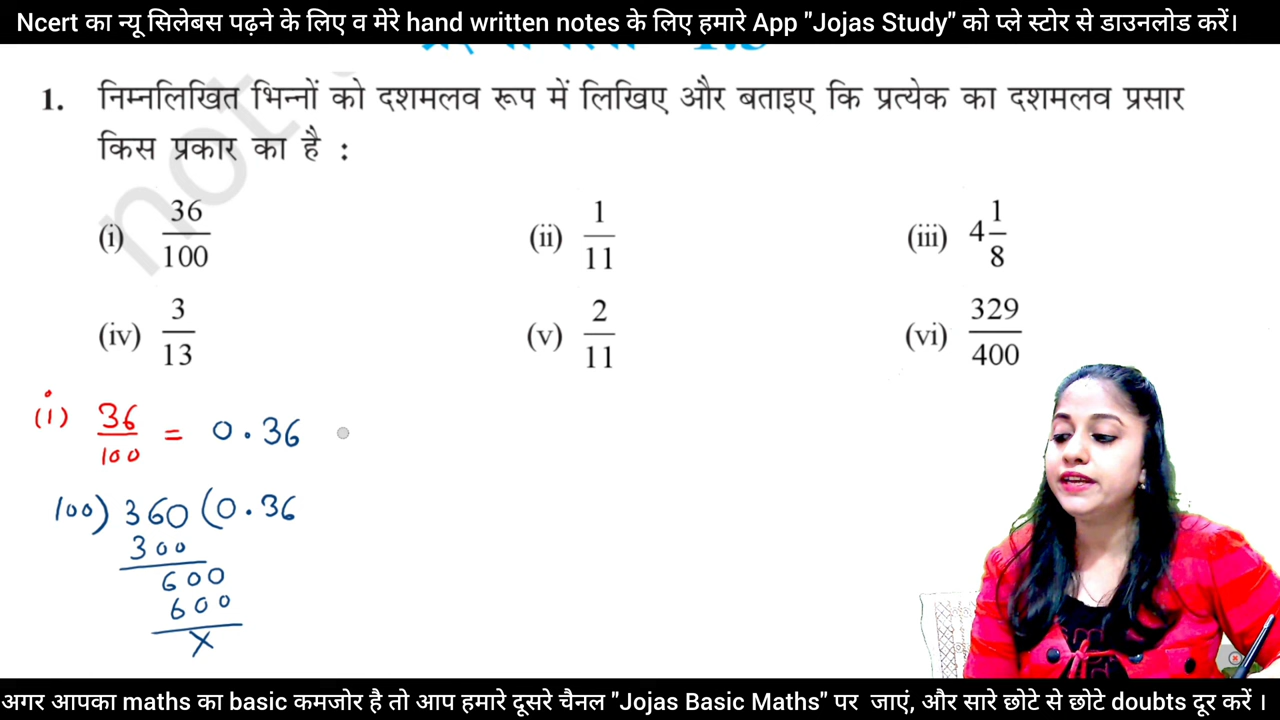 Ncert का न्यू सिलेबस पढ़ने के लिए व मेरे hand written notes के लिए हमारे App "Jojas Study" को प्ले स्टोर से डाउनलोड करें।
1. निम्नलिखित भिन्नों को दशमलव रूप में लिखिए और बताइए कि प्रत्येक का दशमलव प्रसार
किस प्रकार का है :
(i) 36/100 (ii) 1/11 (iii) 4 1/8
(iv) 3/13 (v) 2/11 (vi) 329/400
(i) 36/100 = 0.36
100) 360 (0.36
300
600
600
x
not
अगर आपका maths का basic कमजोर है तो आप हमारे दूसरे चैनल "Jojas Basic Maths" पर जाएं, और सारे छोटे से छोटे doubts दूर करें ।